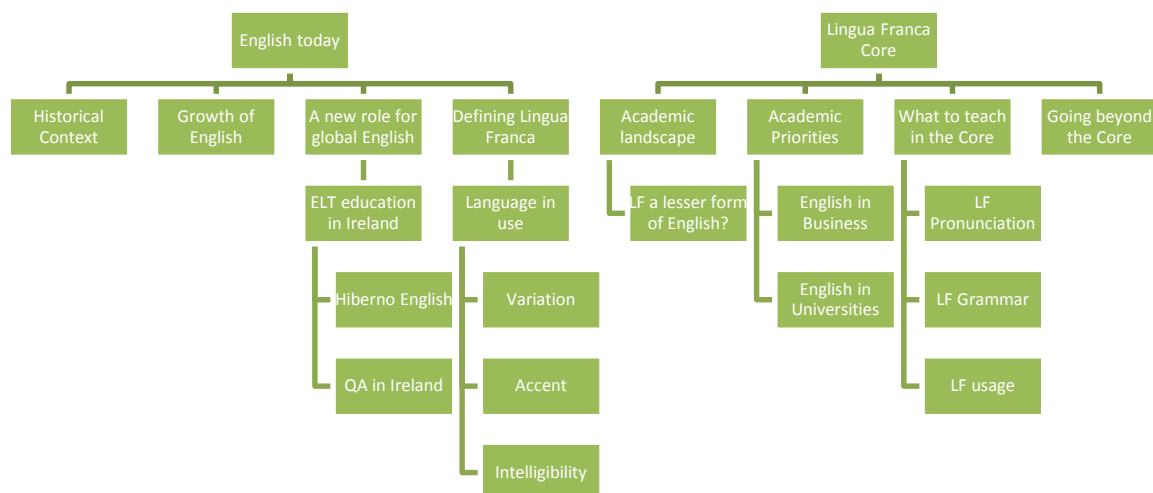 English today
Lingua Franca
Core
Historical
Context
Growth of
English
A new role for
global English
Defining Lingua
Franca
Academic
landscape
Academic
Priorities
What to teach
in the Core
Going beyond
the Core
ELT education
in Ireland
Language in
use
LF a lesser form
of English?
English in
Business
LF
Pronunciation
Hiberno English
Variation
English in
Universities
LF Grammar
QA in Ireland
Accent
LF usage
Intelligibility